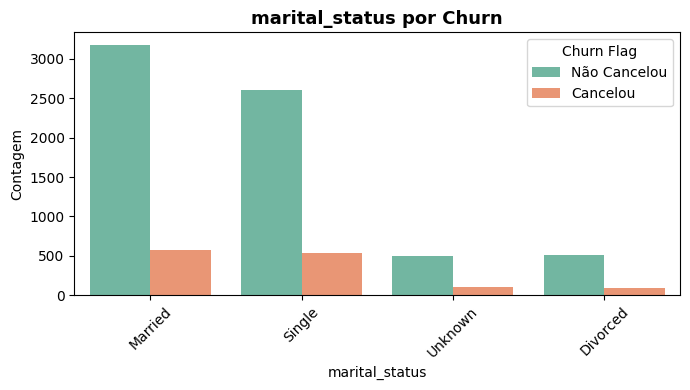 marital_status por Churn
Churn Flag
Não Cancelou
Cancelou
Contagem
3000
2500
2000
1500
1000
500
0
Married
Single
Unknown
Divorced
marital_status